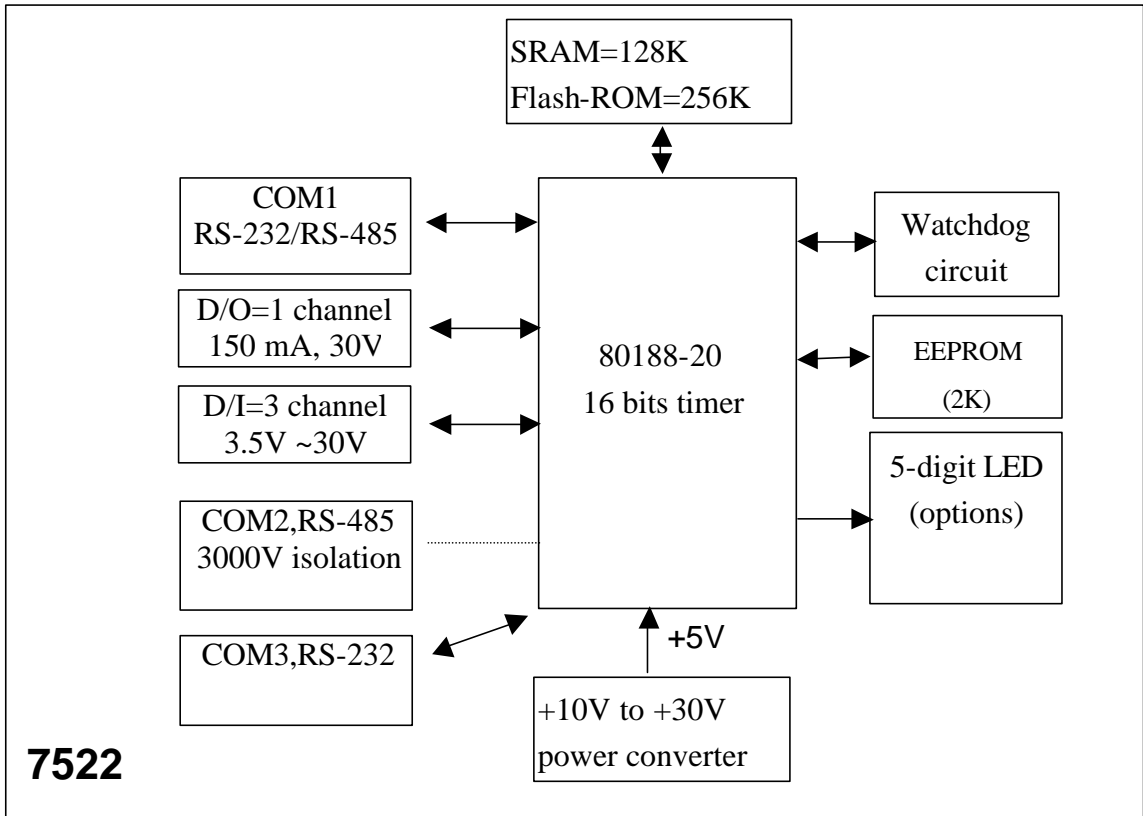 SRAM=128K
Flash-ROM=256K
COM1
RS-232/RS-485
D/O=1 channel
150 mA, 30V
D/I=3 channel
3.5V ~30V
COM2,RS-485
3000V isolation
COM3,RS-232
80188-20
16 bits timer
Watchdog
circuit
EEPROM
(2K)
5-digit LED
(options)
+5V
+10V to +30V
power converter
7522